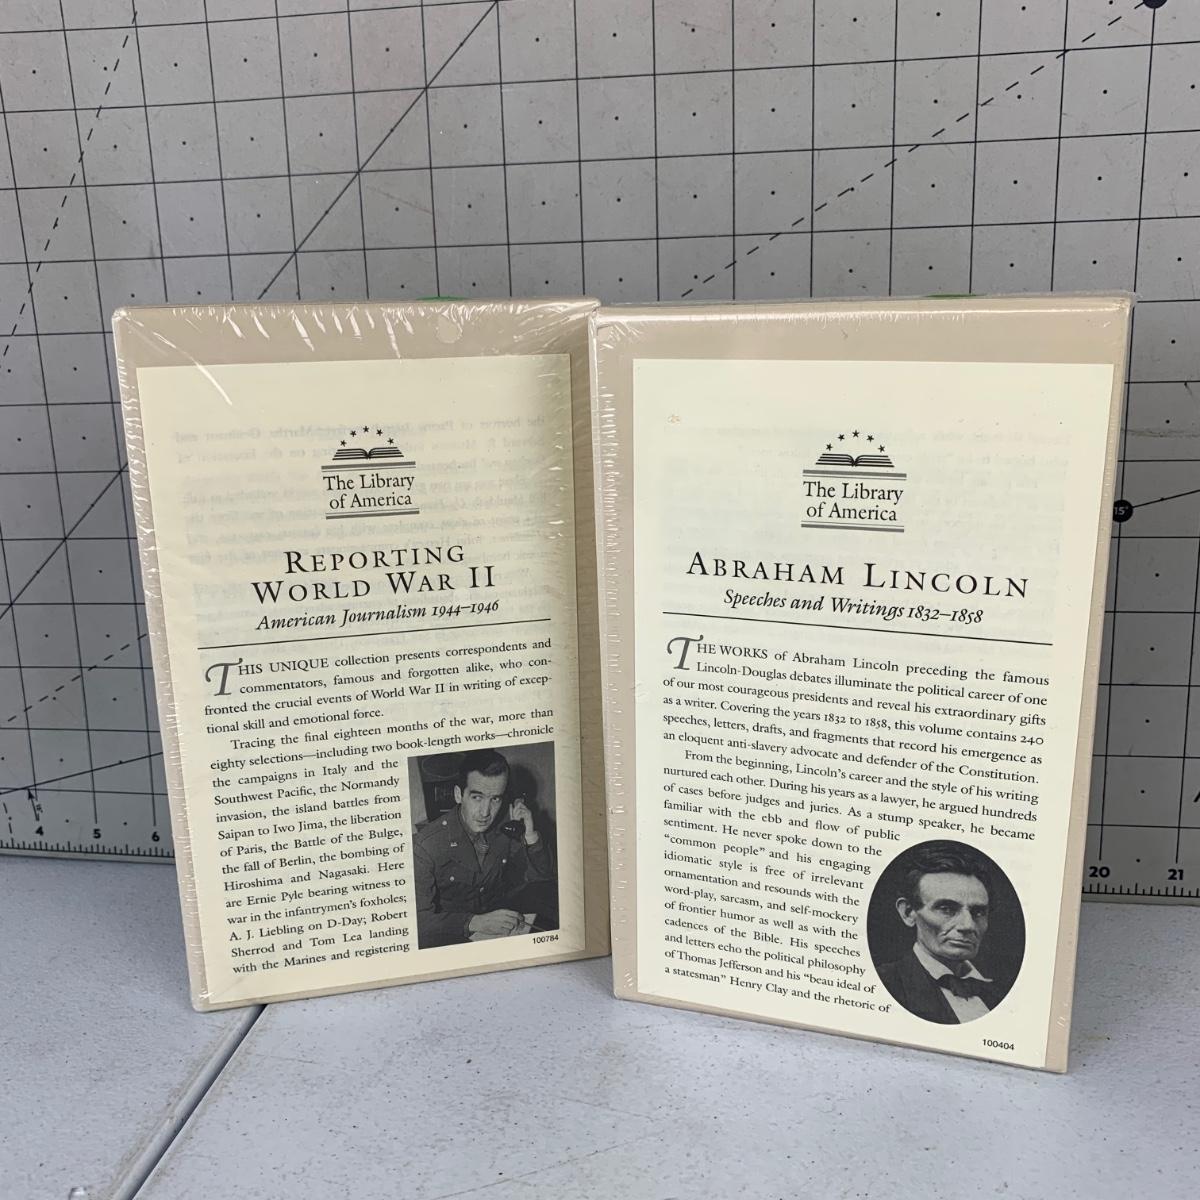 The Library
of America
REPORTING
WORLD WAR II
American Journalism 1944–1946
THIS UNIQUE collection presents correspondents and
commentators, famous and forgotten alike, who con-
fronted the crucial events of World War II in writing of excep-
tional skill and emotional force.
Tracing the final eighteen months of the war, more than
eighty selections—including two book-length works—chronicle
the campaigns in Italy and the
Southwest Pacific, the Normandy
invasion, the island battles from
Saipan to Iwo Jima, the liberation
of Paris, the Battle of the Bulge,
the fall of Berlin, the bombing of
Hiroshima and Nagasaki. Here
are Ernie Pyle bearing witness to
war in the infantrymen's foxholes;
A. J. Liebling on D-Day; Robert
Sherrod and Tom Lea landing
with the Marines and registering
100784
The Library
of America
ABRAHAM LINCOLN
Speeches and Writings 1832–1858
THE WORKS of Abraham Lincoln preceding the famous
Lincoln-Douglas debates illuminate the political career of one
of our most courageous presidents and reveal his extraordinary gifts
as a writer. Covering the years 1832 to 1858, this volume contains 240
speeches, letters, drafts, and fragments that record his emergence as
an eloquent anti-slavery advocate and defender of the Constitution.
From the beginning, Lincoln's career and the style of his writing
nurtured each other. During his years as a lawyer, he argued hundreds
of cases before judges and juries. As a stump speaker, he became
familiar with the ebb and flow of public
sentiment. He never spoke down to the
"common people" and his engaging
idiomatic style is free of irrelevant
ornamentation and resounds with the
word-play, sarcasm, and self-mockery
of frontier humor as well as with the
cadences of the Bible. His speeches
and letters echo the political philosophy
of Thomas Jefferson and his "beau ideal of
a statesman" Henry Clay and the rhetoric of
100404
15°
4 5 6
20 21